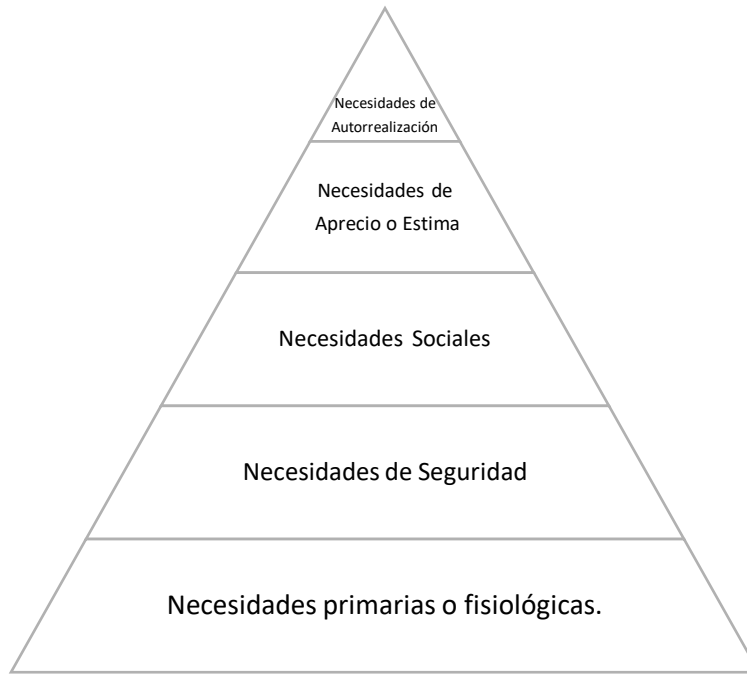 Necesidades de
Autorrealización
Necesidades de
Aprecio o Estima
Necesidades Sociales
Necesidades de Seguridad
Necesidades primarias o fisiológicas.